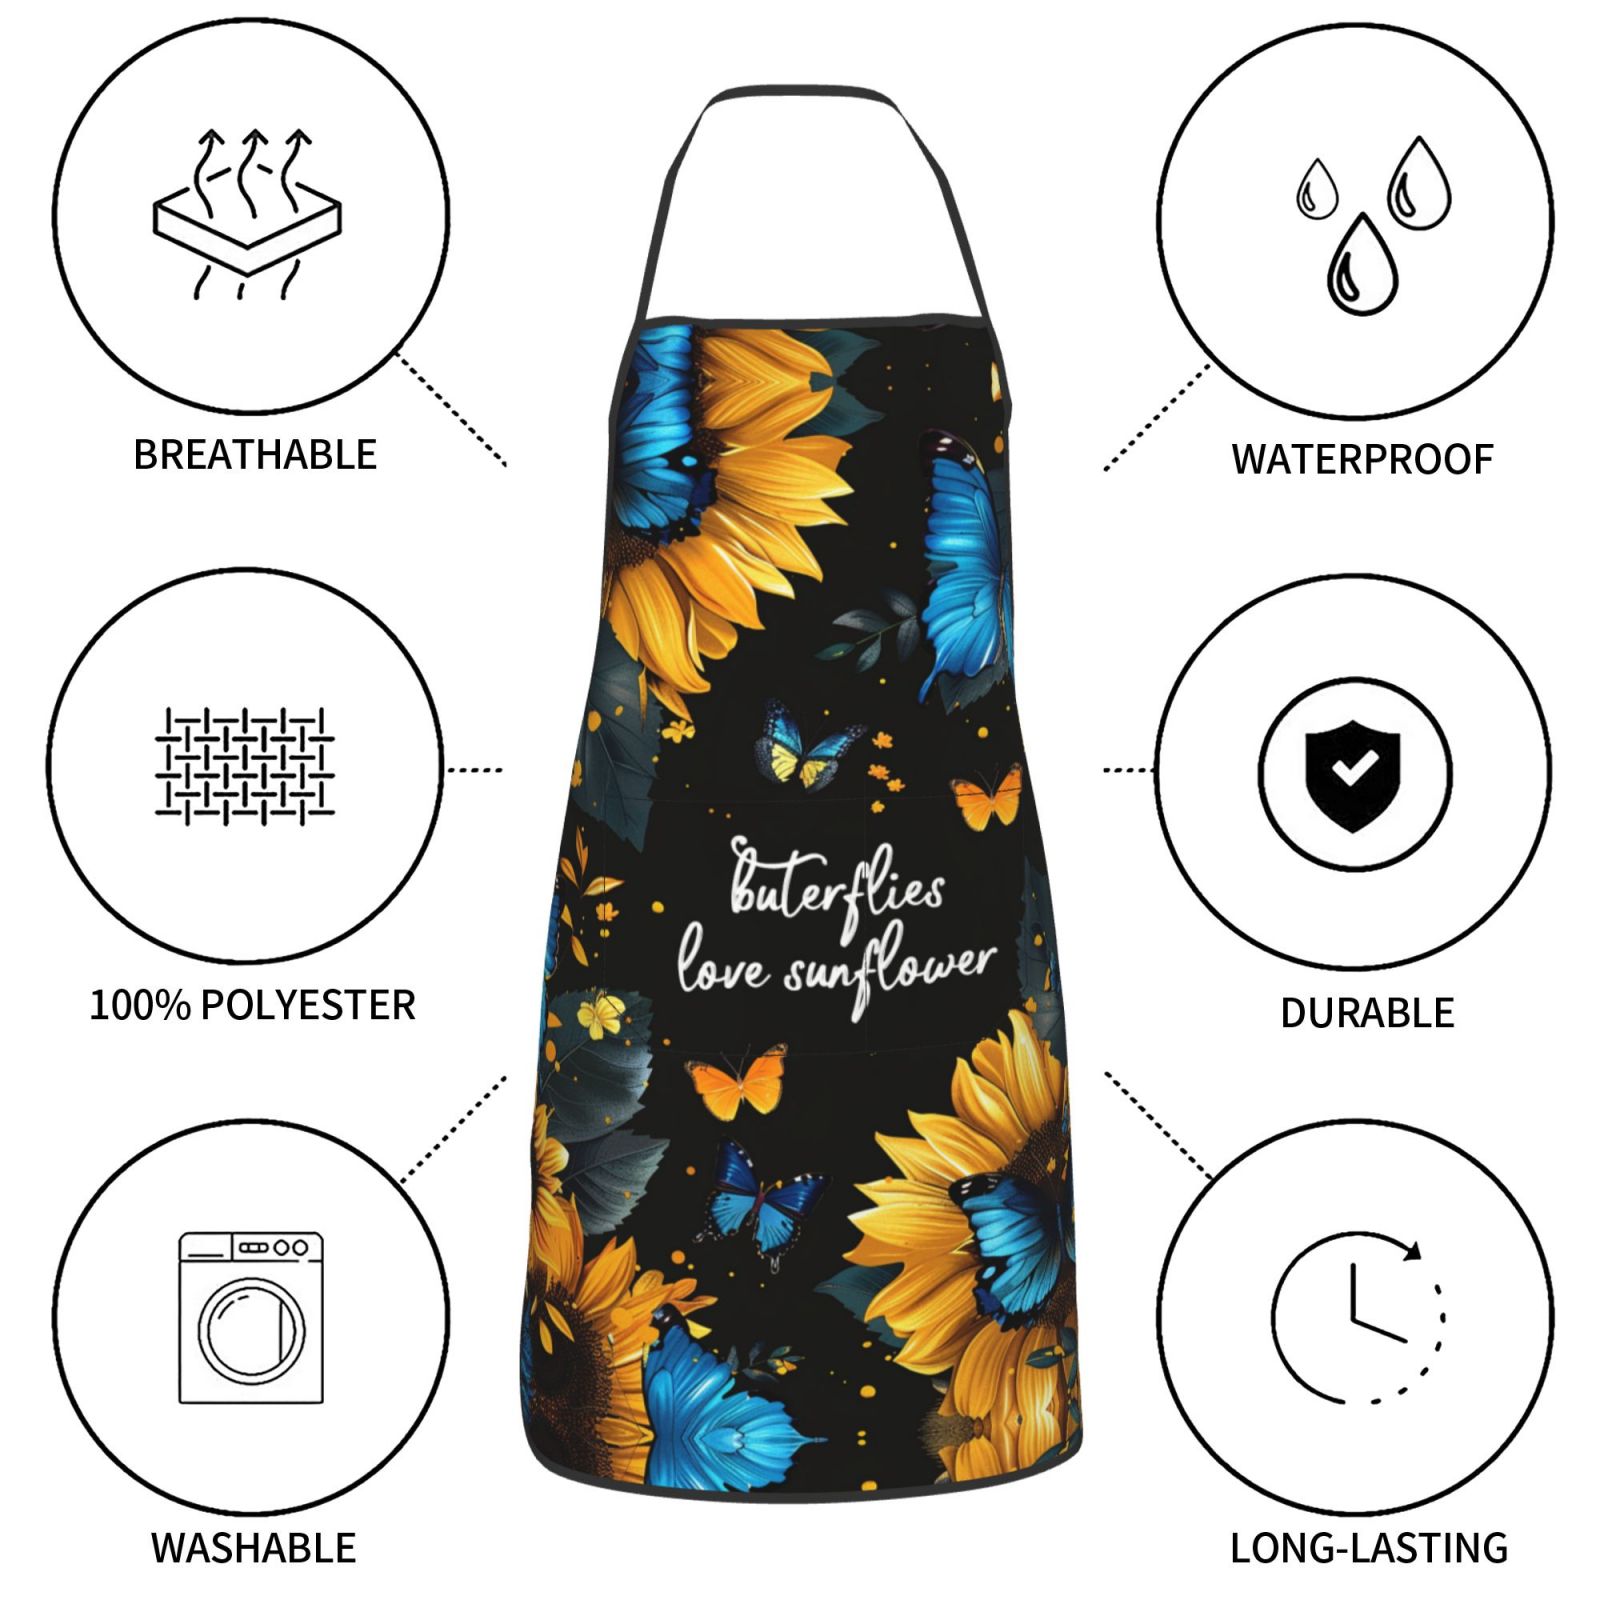 BREATHABLE
WATERPROOF
buterflies
love sunflower
100% POLYESTER
DURABLE
WASHABLE
LONG-LASTING